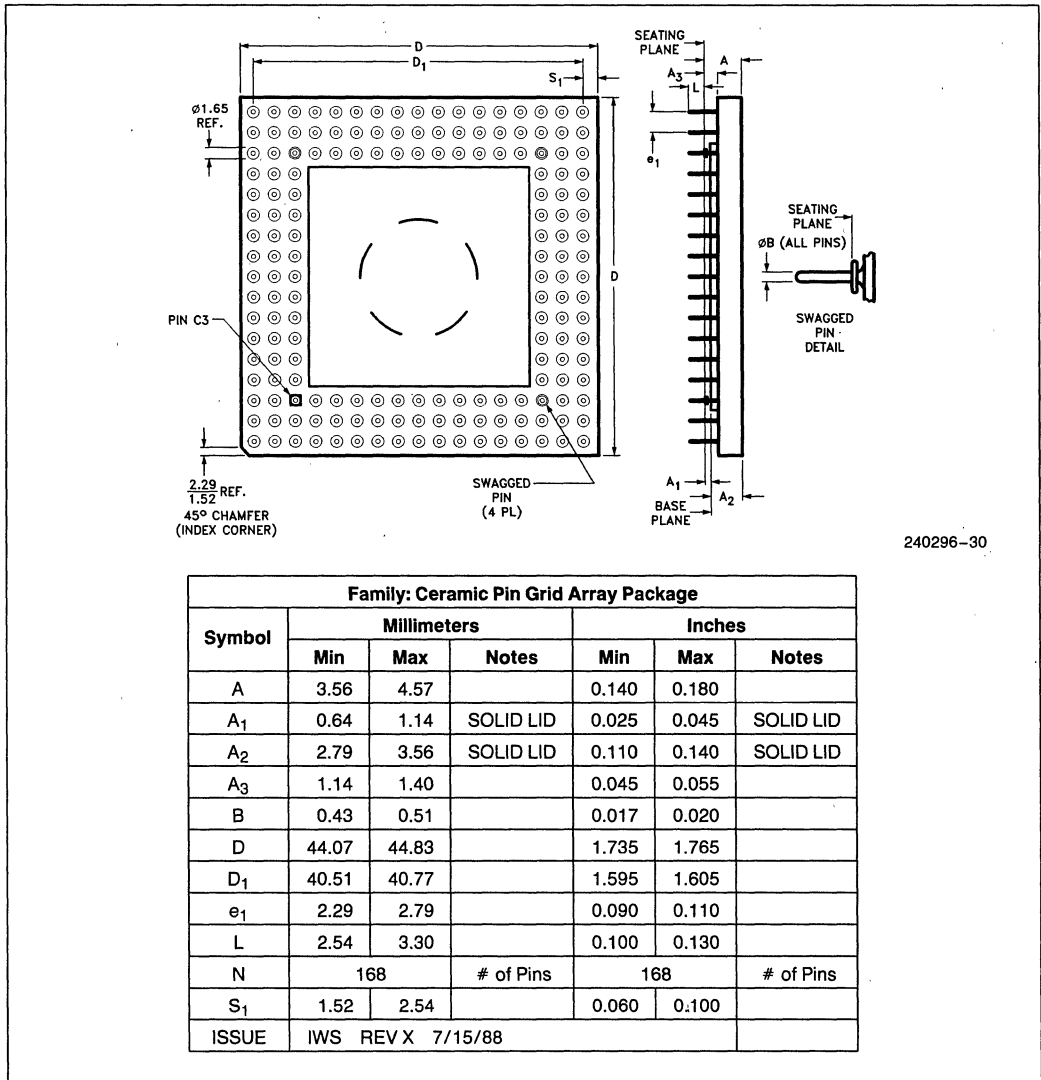 D
D1
S1
Ø1.65
REF.
PIN C3
D
2.29
1.52 REF.
45° CHAMFER
(INDEX CORNER)
SWAGGED
PIN
(4 PL)
SEATING
PLANE
A
A3
L
e1
A1
A2
BASE
PLANE
SEATING
PLANE
øB (ALL PINS)
SWAGGED
PIN
DETAIL
240296–30
Family: Ceramic Pin Grid Array Package
Symbol Millimeters Inches
Min Max Notes Min Max Notes
A 3.56 4.57 0.140 0.180
A1 0.64 1.14 SOLID LID 0.025 0.045 SOLID LID
A2 2.79 3.56 SOLID LID 0.110 0.140 SOLID LID
A3 1.14 1.40 0.045 0.055
B 0.43 0.51 0.017 0.020
D 44.07 44.83 1.735 1.765
D1 40.51 40.77 1.595 1.605
e1 2.29 2.79 0.090 0.110
L 2.54 3.30 0.100 0.130
N 168 # of Pins 168 # of Pins
S1 1.52 2.54 0.060 0.100
ISSUE IWS REV X 7/15/88